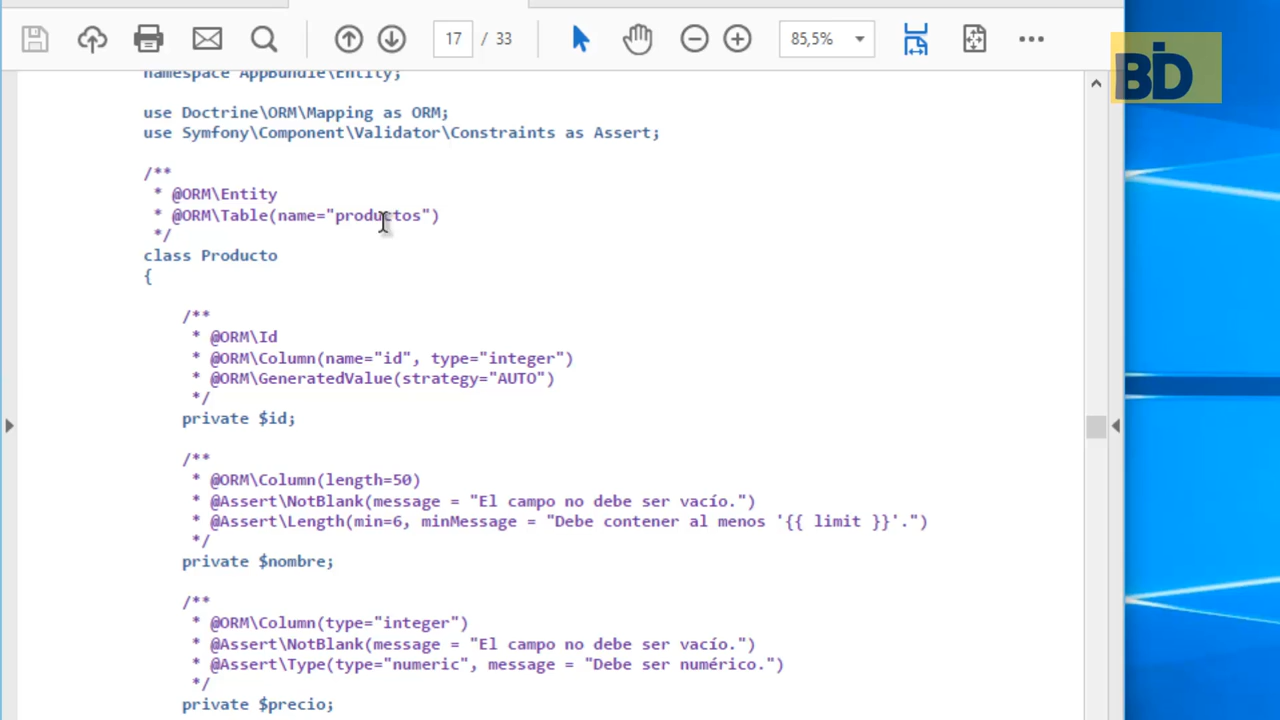 17 / 33
85,5%
BID
namespace AppBundle\Entity;
use Doctrine\ORM\Mapping as ORM;
use Symfony\Component\Validator\Constraints as Assert;
/**
* @ORM\Entity
* @ORM\Table(name="productos")
*/
class Producto
{
/**
* @ORM\Id
* @ORM\Column(name="id", type="integer")
* @ORM\GeneratedValue(strategy="AUTO")
*/
private $id;
/**
* @ORM\Column(length=50)
* @Assert\NotBlank(message = "El campo no debe ser vacío.")
* @Assert\Length(min=6, minMessage = "Debe contener al menos '{{ limit }}'.")
*/
private $nombre;
/**
* @ORM\Column(type="integer")
* @Assert\NotBlank(message = "El campo no debe ser vacío.")
* @Assert\Type(type="numeric", message = "Debe ser numérico.")
*/
private $precio;